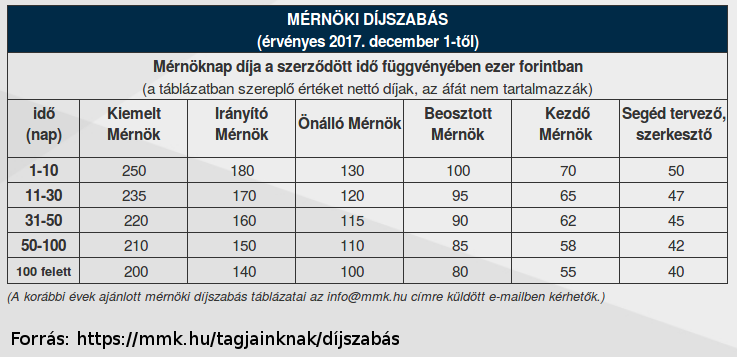 MÉRNÖKI DÍJSZABÁS
(érvényes 2017. december 1-től)
Mérnöknap díja a szerződött idő függvényében ezer forintban
(a táblázatban szereplő értéket nettó díjak, az áfát nem tartalmazzák)
idő (nap) Kiemelt Mérnök Irányító Mérnök Önálló Mérnök Beosztott Mérnök Kezdő Mérnök Segéd tervező, szerkesztő
1-10 250 180 130 100 70 50
11-30 235 170 120 95 65 47
31-50 220 160 115 90 62 45
50-100 210 150 110 85 58 42
100 felett 200 140 100 80 55 40
(A korábbi évek ajánlott mérnöki díjszabás táblázatai az info@mmk.hu címre küldött e-mailben kérhetők.)
Forrás: https://mmk.hu/tagjainknak/díjszabás